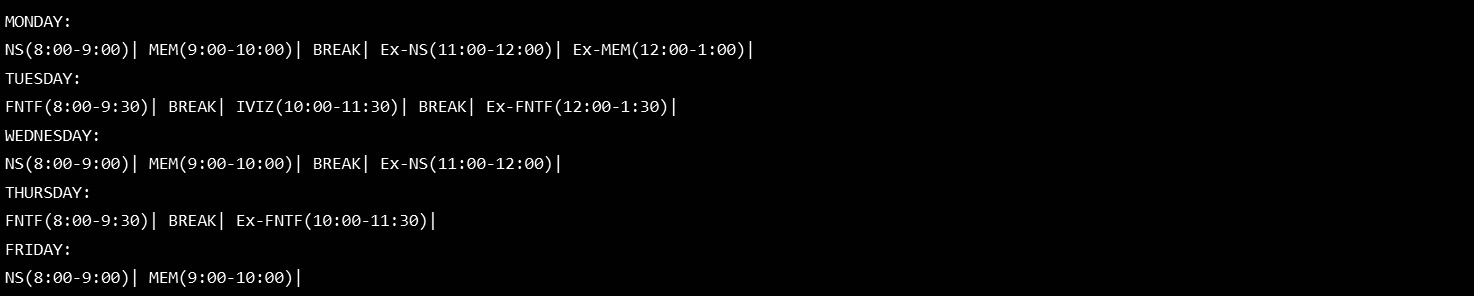 MONDAY:
NS(8:00-9:00)| MEM(9:00-10:00)| BREAK| Ex-NS(11:00-12:00)| Ex-MEM(12:00-1:00)|
TUESDAY:
FNTF(8:00-9:30)| BREAK| IVIZ(10:00-11:30)| BREAK| Ex-FNTF(12:00-1:30)|
WEDNESDAY:
NS(8:00-9:00)| MEM(9:00-10:00)| BREAK| Ex-NS(11:00-12:00)|
THURSDAY:
FNTF(8:00-9:30)| BREAK| Ex-FNTF(10:00-11:30)|
FRIDAY:
NS(8:00-9:00)| MEM(9:00-10:00)|